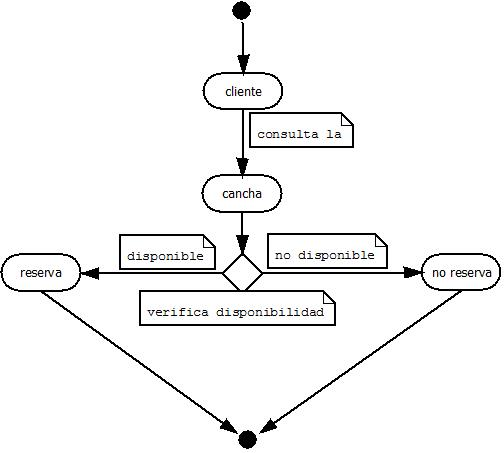 cliente
consulta la
cancha
disponible
no disponible
reserva
no reserva
verifica disponibilidad